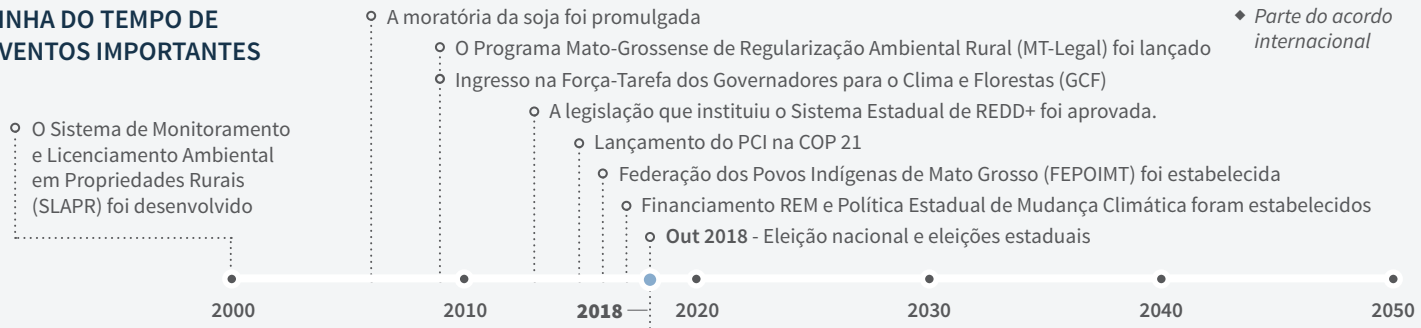 INHA DO TEMPO DE
VENTOS IMPORTANTES
A moratória da soja foi promulgada
O Programa Mato-Grossense de Regularização Ambiental Rural (MT-Legal) foi lançado
Ingresso na Força-Tarefa dos Governadores para o Clima e Florestas (GCF)
A legislação que instituiu o Sistema Estadual de REDD+ foi aprovada.
Lançamento do PCI na COP 21
Federação dos Povos Indígenas de Mato Grosso (FEPOIMT) foi estabelecida
Financiamento REM e Política Estadual de Mudança Climática foram estabelecidos
Out 2018 - Eleição nacional e eleições estaduais
Parte do acordo
internacional
O Sistema de Monitoramento
e Licenciamento Ambiental
em Propriedades Rurais
(SLAPR) foi desenvolvido
2000 2010 2018 2020 2030 2040 2050